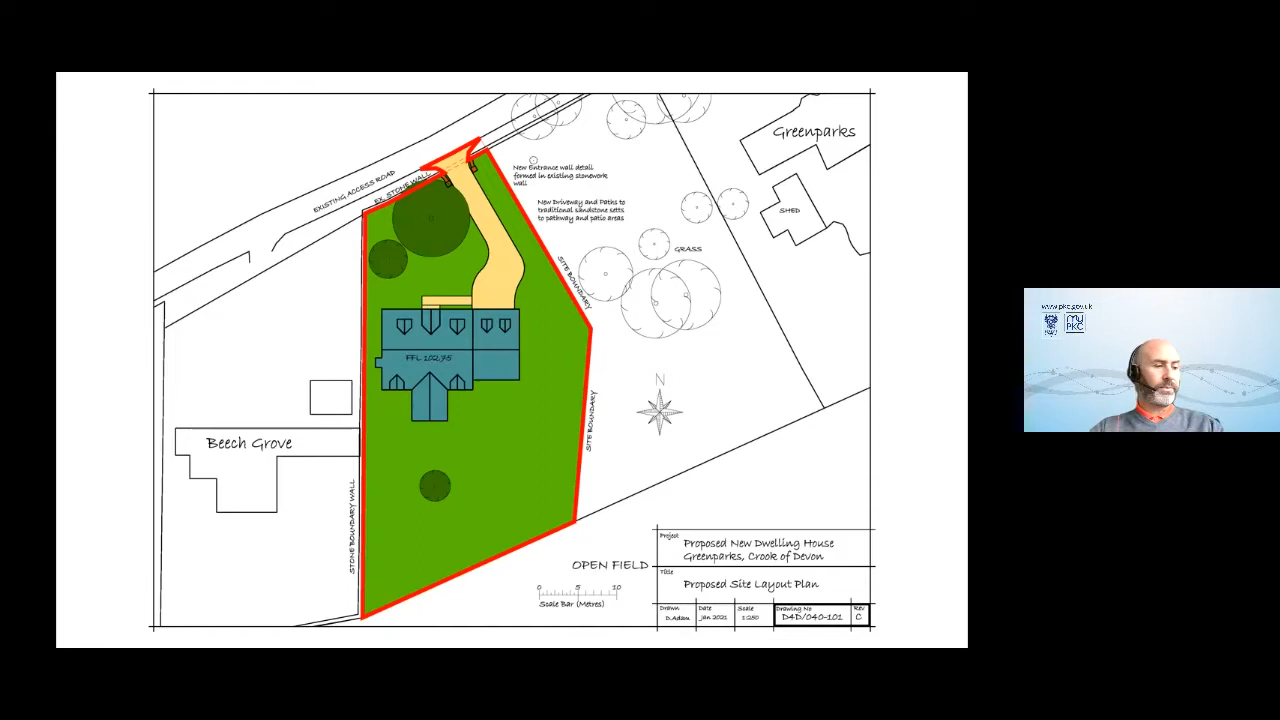 Greenparks
EXISTING ACCESS ROAD
EX. STONE WALL
New Entrance wall detail
formed in existing stonework
wall
New Driveway and Paths to
traditional sandstone setts
to pathway and patio areas
SHED
GRASS
SITE BOUNDARY
FFL 102.75
N
SITE BOUNDARY
Beech Grove
STONE BOUNDARY WALL
OPEN FIELD
0 5 10
Scale Bar (Metres)
Project
Proposed New Dwelling House
Greenparks, Crook of Devon
Title
Proposed Site Layout Plan
Drawn Date Scale Drawing No Rev
D.Adam Jan 2021 1:250 D4D/040-101 C
www.pkc.gov.uk
MY
PKC